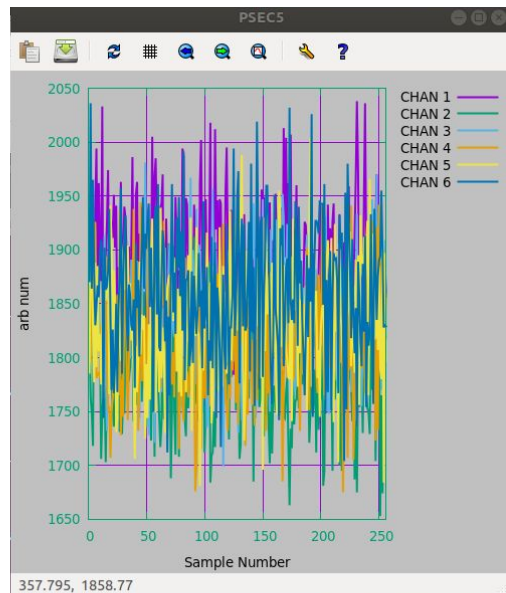 PSEC5
CHAN 1
CHAN 2
CHAN 3
CHAN 4
CHAN 5
CHAN 6
2050
2000
1950
1900
1850
1800
1750
1700
1650
arb num
0 50 100 150 200 250
Sample Number
357.795, 1858.77